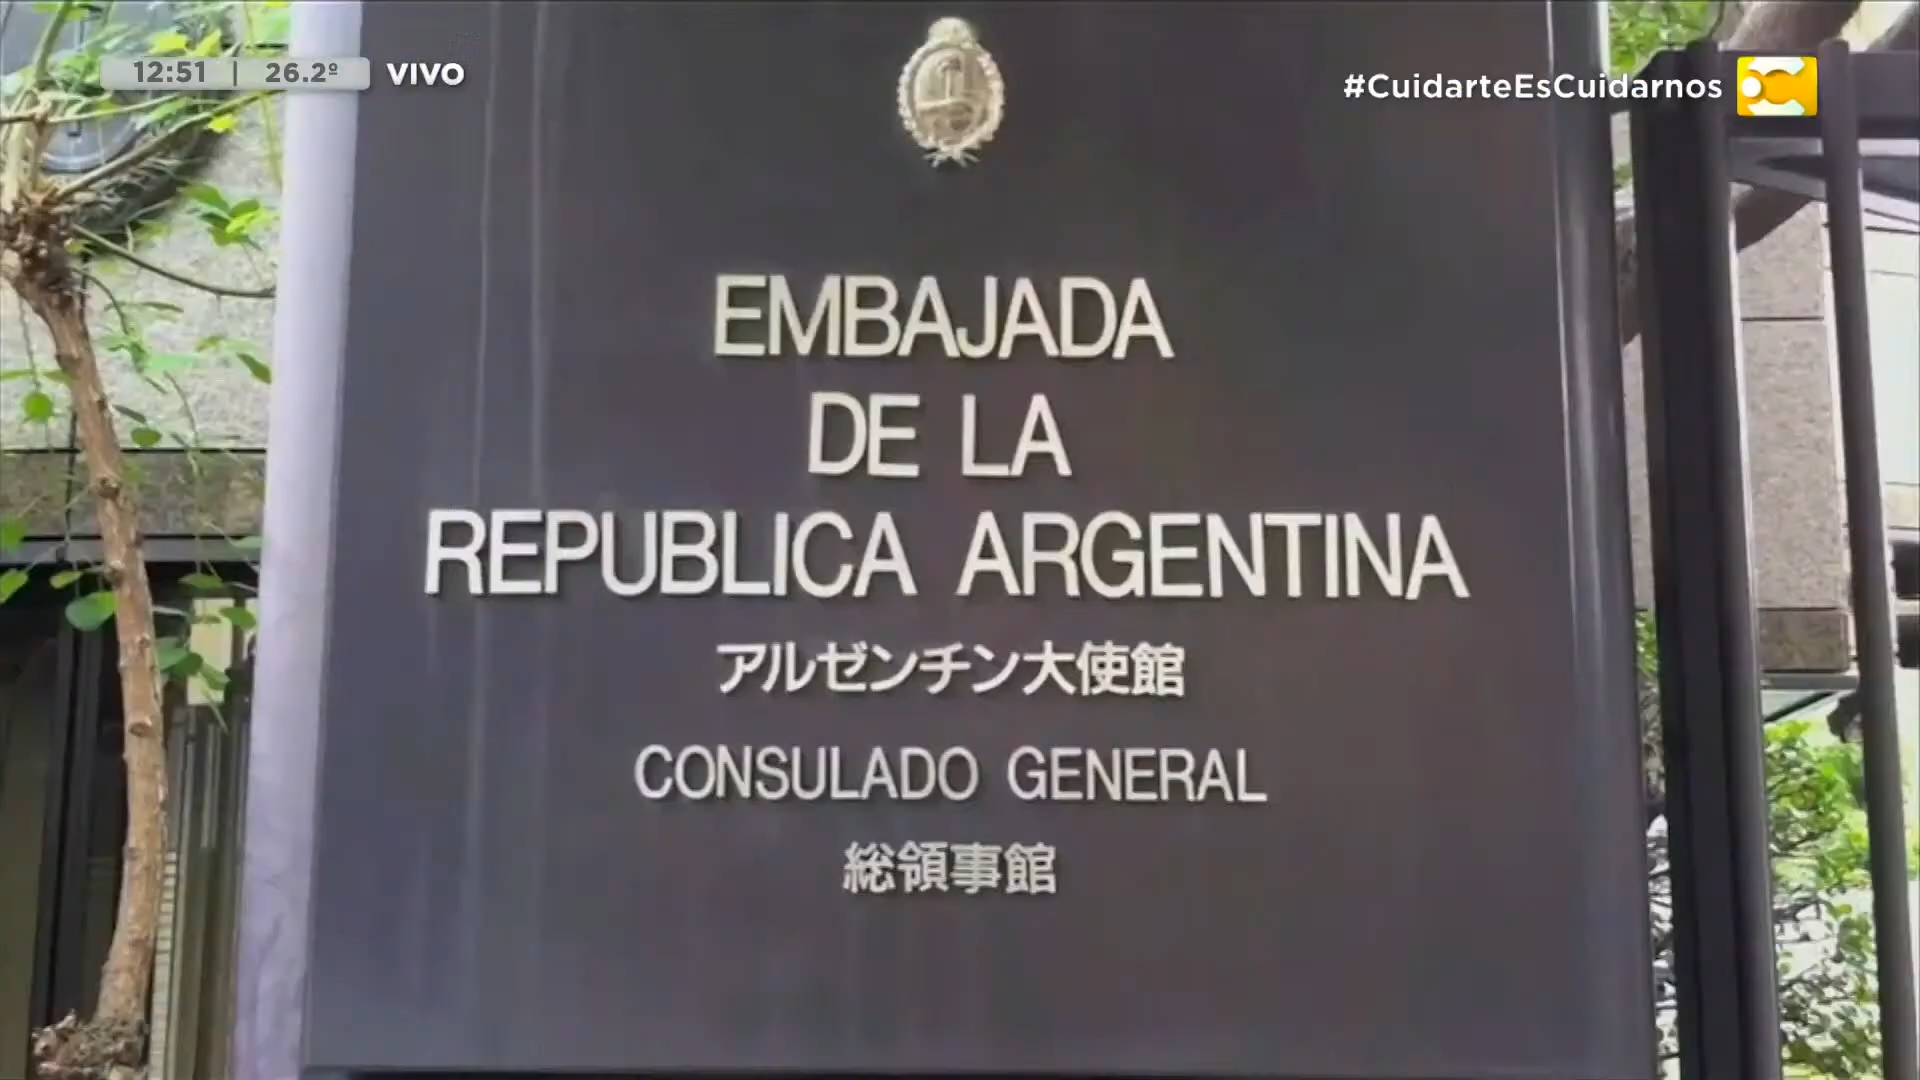 12:51 | 26.2º VIVO
#CuidarteEsCuidarnos
EMBAJADA
DE LA
REPUBLICA ARGENTINA
アルゼンチン大使館
CONSULADO GENERAL
総領事館